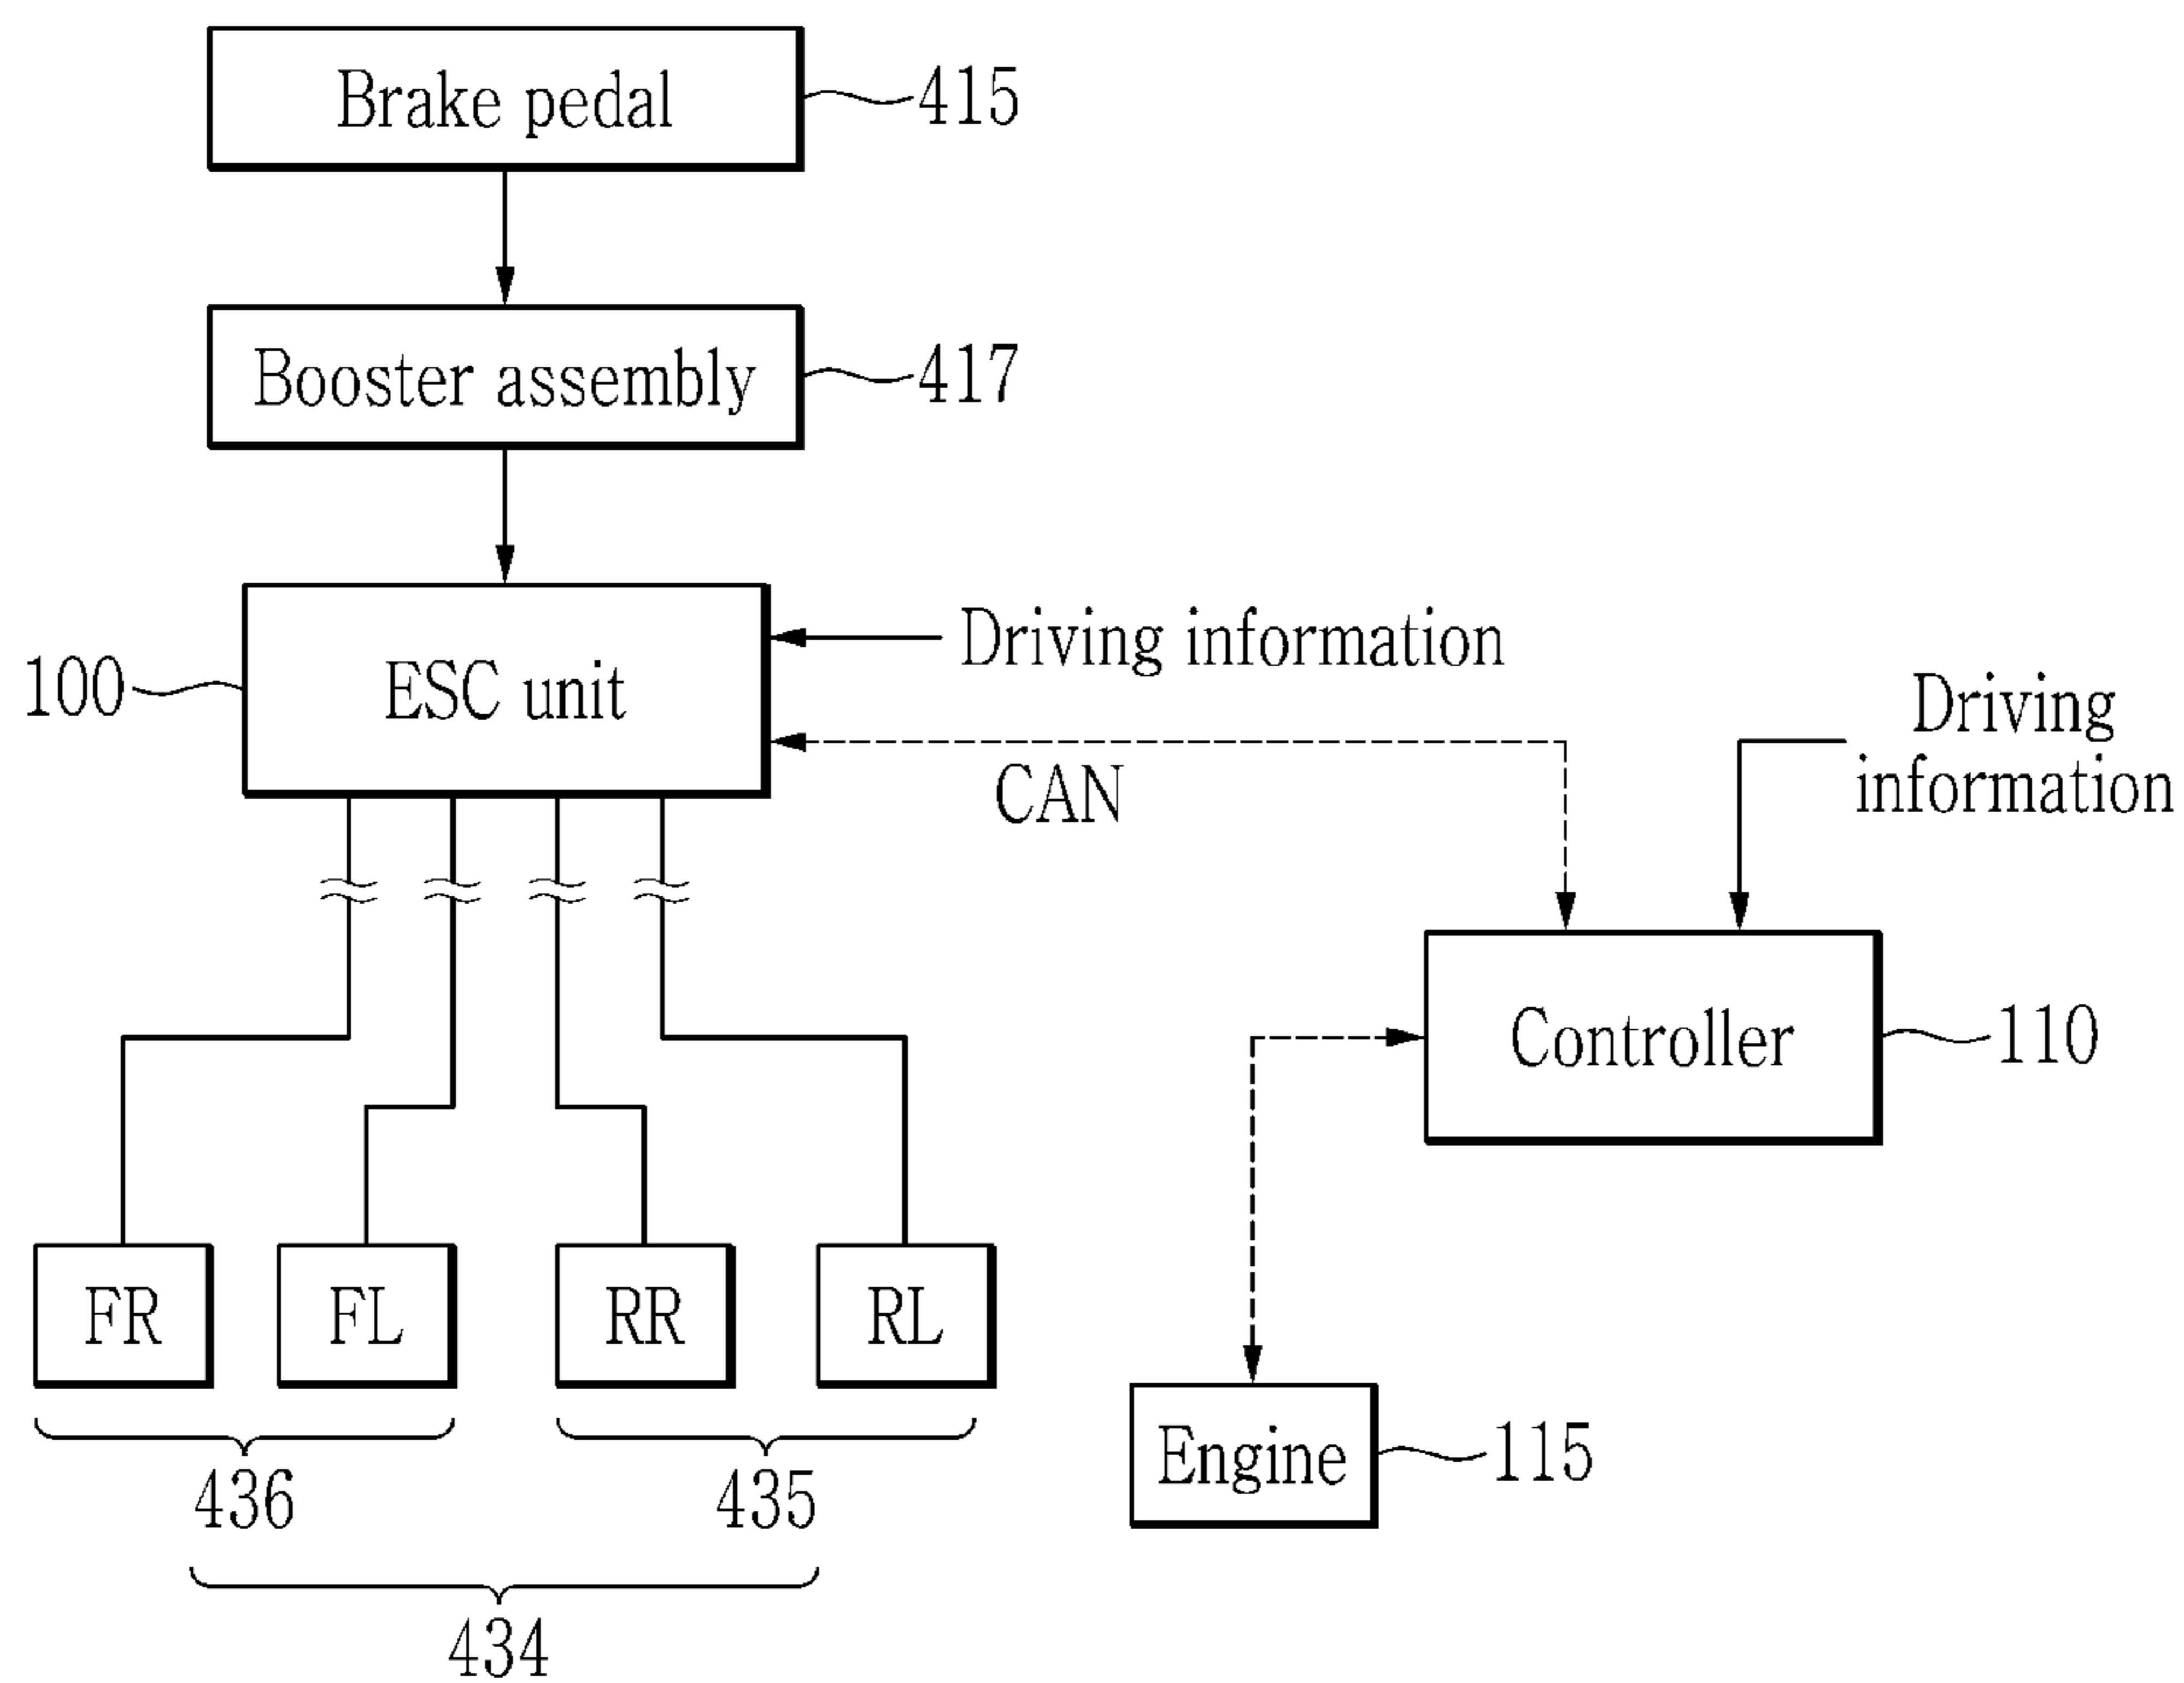 Brake pedal
415
Booster assembly
417
100
ESC unit
Driving information
CAN
Driving
information
Controller
110
FR
FL
RR
RL
436
435
434
Engine
115